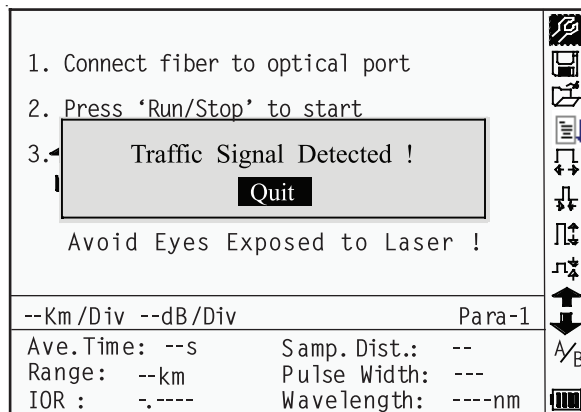 1. Connect fiber to optical port
2. Press ‘Run/Stop’ to start
3.
Traffic Signal Detected !
Quit
Avoid Eyes Exposed to Laser !
--Km/Div --dB/Div Para-1
Ave.Time: --s Samp.Dist.: --
Range: --km Pulse Width: ---
IOR : -.---- Wavelength: ----nm
A/B